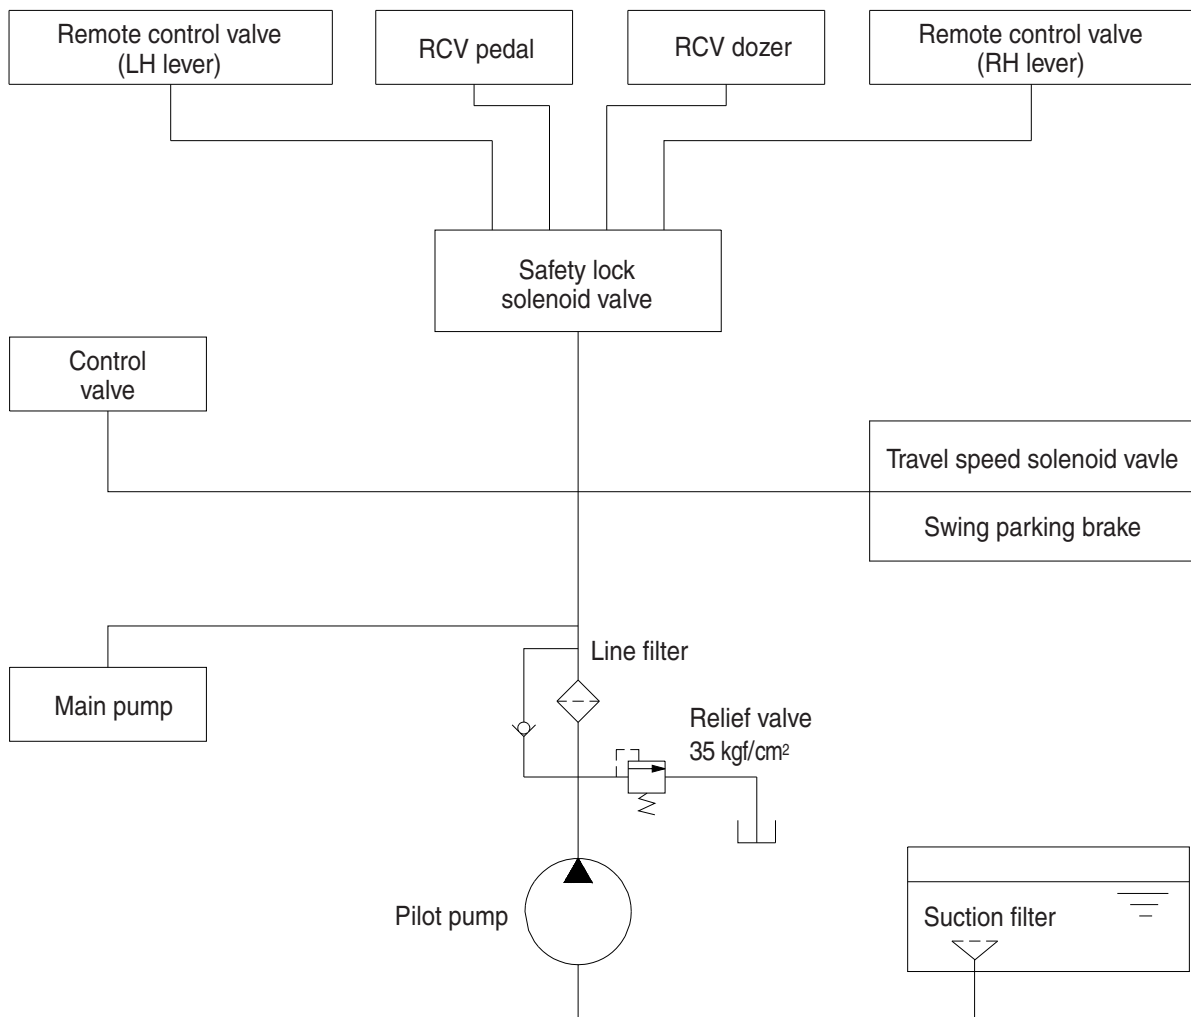 Remote control valve
(LH lever)
RCV pedal
RCV dozer
Remote control valve
(RH lever)
Safety lock
solenoid valve
Control
valve
Travel speed solenoid vavle
Swing parking brake
Line filter
Main pump
Relief valve
35 kgf/cm²
Pilot pump
Suction filter